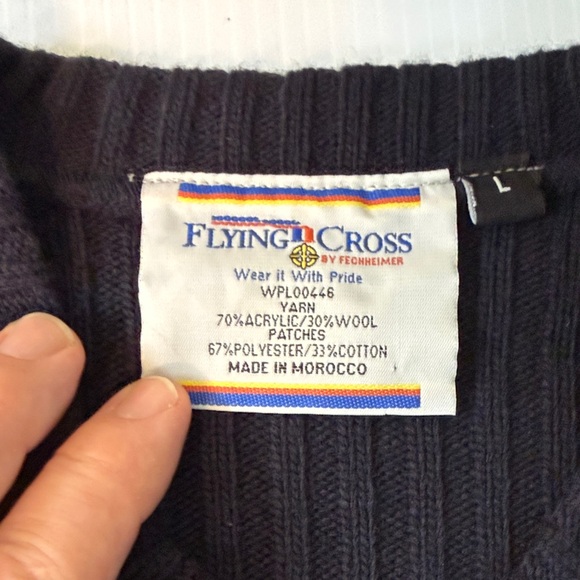 FLYING CROSS
BY FECHHEIMER
Wear it With Pride
WPL00446
YARN
70%ACRYLIC/30%WOOL
PATCHES
67%POLYESTER/33%COTTON
MADE IN MOROCCO
L